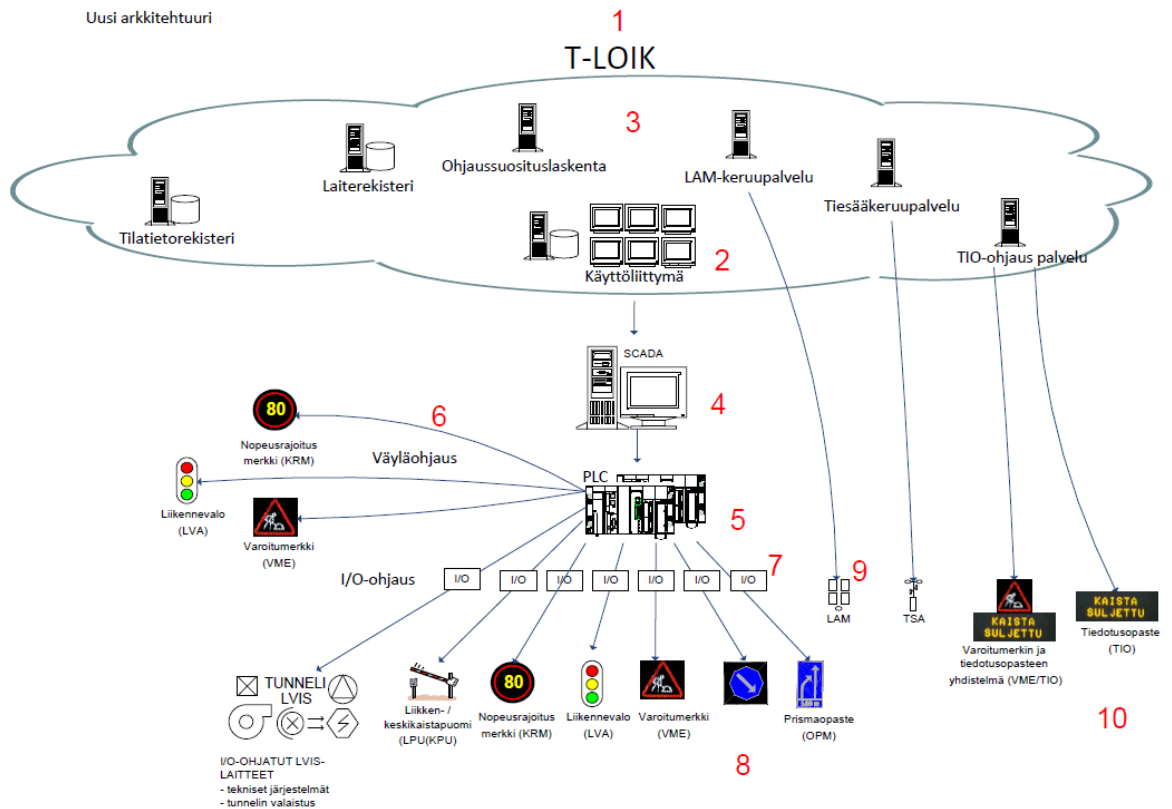 Uusi arkkitehtuuri
1
T-LOIK
3
Ohjaussuosituslaskenta
Laiterekisteri
LAM-keruupalvelu
Tiesääkeruupalvelu
Tilatietorekisteri
TIO-ohjaus palvelu
2
Käyttöliittymä
SCADA
4
80
6
Nopeusrajoitus
merkki (KRM)
Väyläohjaus
PLC
5
Liikennevalo
(LVA)
Varoitumerkki
(VME)
7
I/O-ohjaus
I/O
I/O
I/O
I/O
I/O
I/O
I/O
9
LAM
TSA
KAISTA
SULJETTU
Varoitumerkin ja
tiedotusopasteen
yhdistelmä (VME/TIO)
KAISTA
SULJETTU
Tiedotusopaste
(TIO)
10
TUNNELI
LVIS
Liikken- /
keskikaistapuomi
(LPU(KPU)
80
Nopeusrajoitus
merkki (KRM)
Liikennevalo
(LVA)
Varoitumerkki
(VME)
Prismaopaste
(OPM)
8
I/O-OHJATUT LVIS-
LAITTEET
- tekniset järjestelmät
- tunnelin valaistus